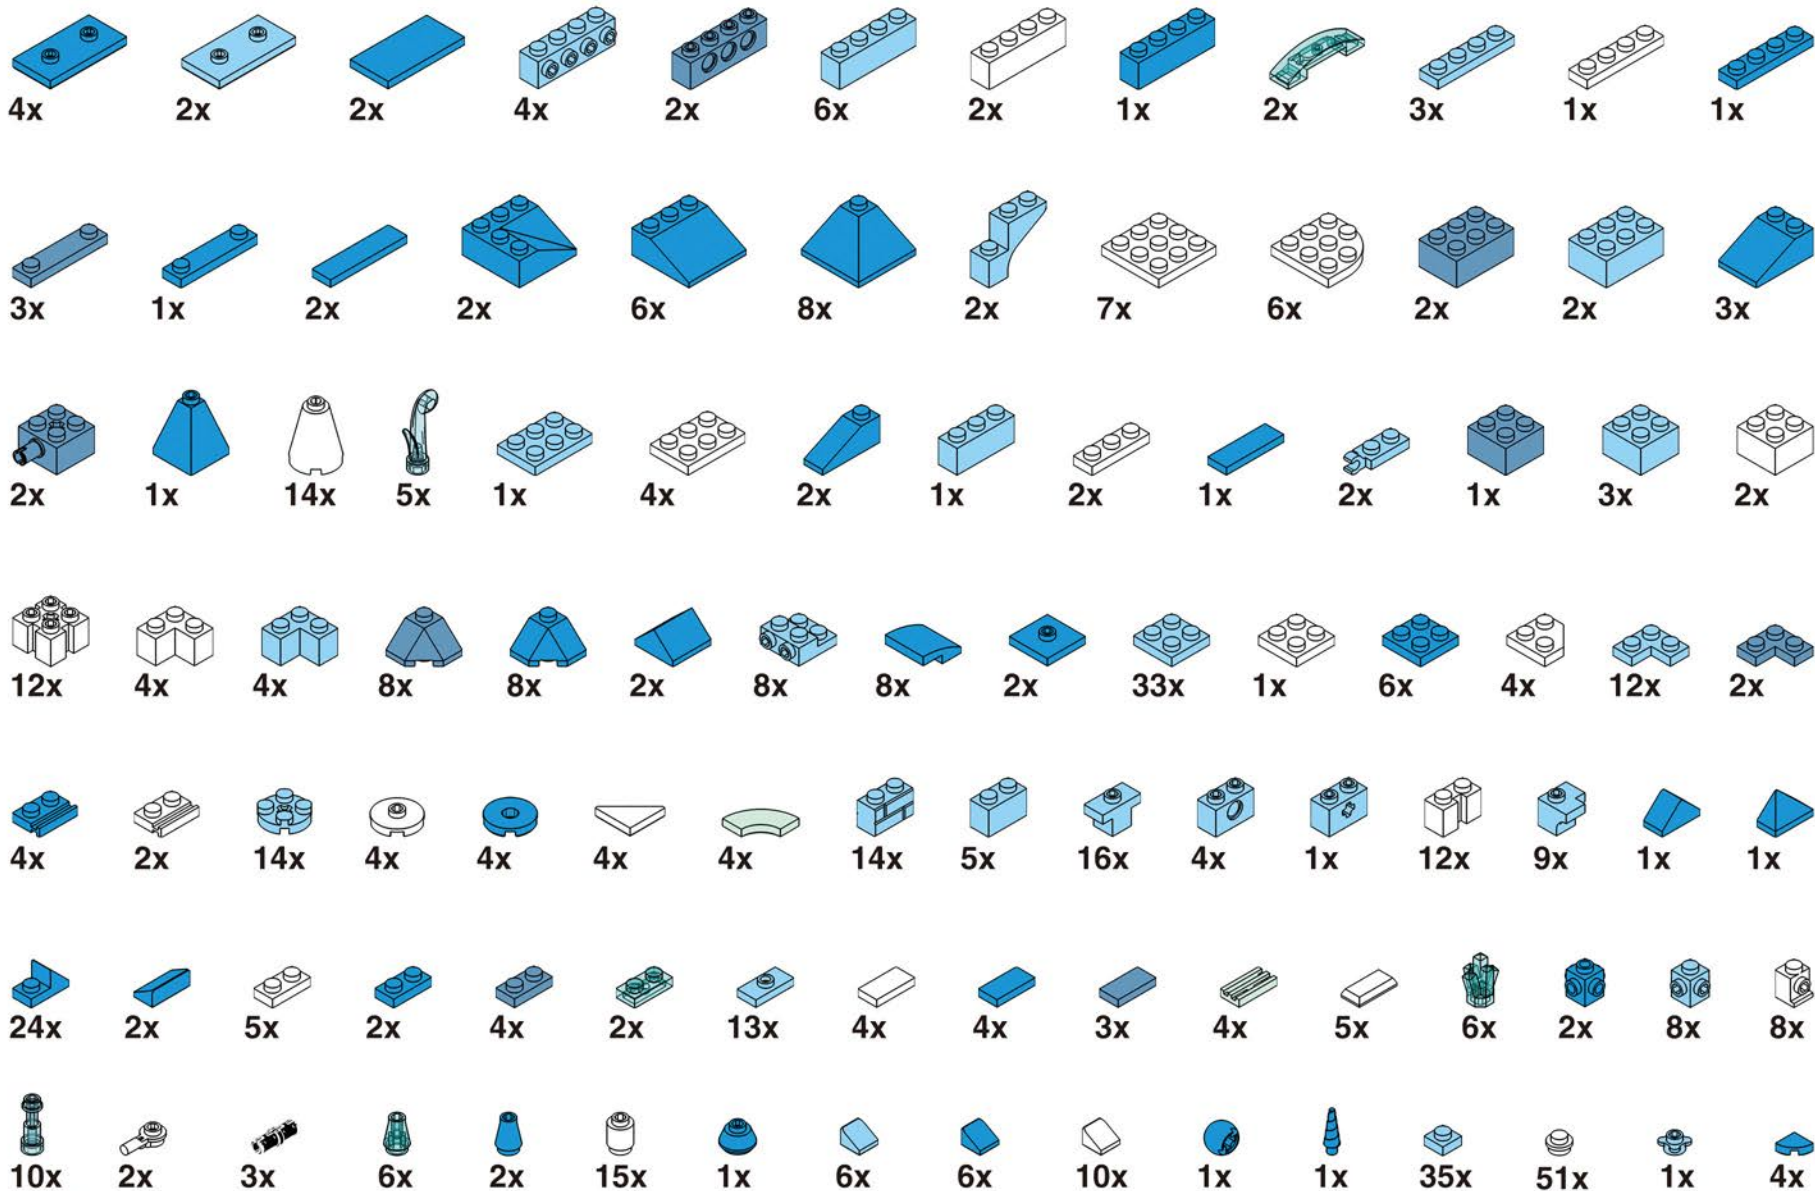 4x 2x 2x 4x 2x 6x 2x 1x 2x 3x 1x 1x
3x 1x 2x 2x 6x 8x 2x 7x 6x 2x 2x 3x
2x 1x 14x 5x 1x 4x 2x 1x 2x 1x 2x 1x 3x 2x
12x 4x 4x 8x 8x 2x 8x 8x 2x 33x 1x 6x 4x 12x 2x
4x 2x 14x 4x 4x 4x 4x 14x 5x 16x 4x 1x 12x 9x 1x 1x
24x 2x 5x 2x 4x 2x 13x 4x 4x 3x 4x 5x 6x 2x 8x 8x
10x 2x 3x 6x 2x 15x 1x 6x 6x 10x 1x 1x 35x 51x 1x 4x